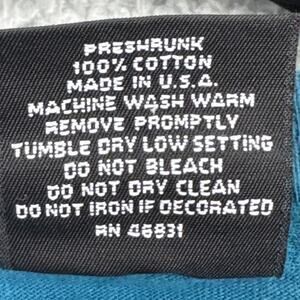 PRESHRUNK
100% COTTON
MADE IN U.S.A.
MACHINE WASH WARM
REMOVE PROMPTLY
TUMBLE DRY LOW SETTING
DO NOT BLEACH
DO NOT DRY CLEAN
DO NOT IRON IF DECORATED
RN 46931